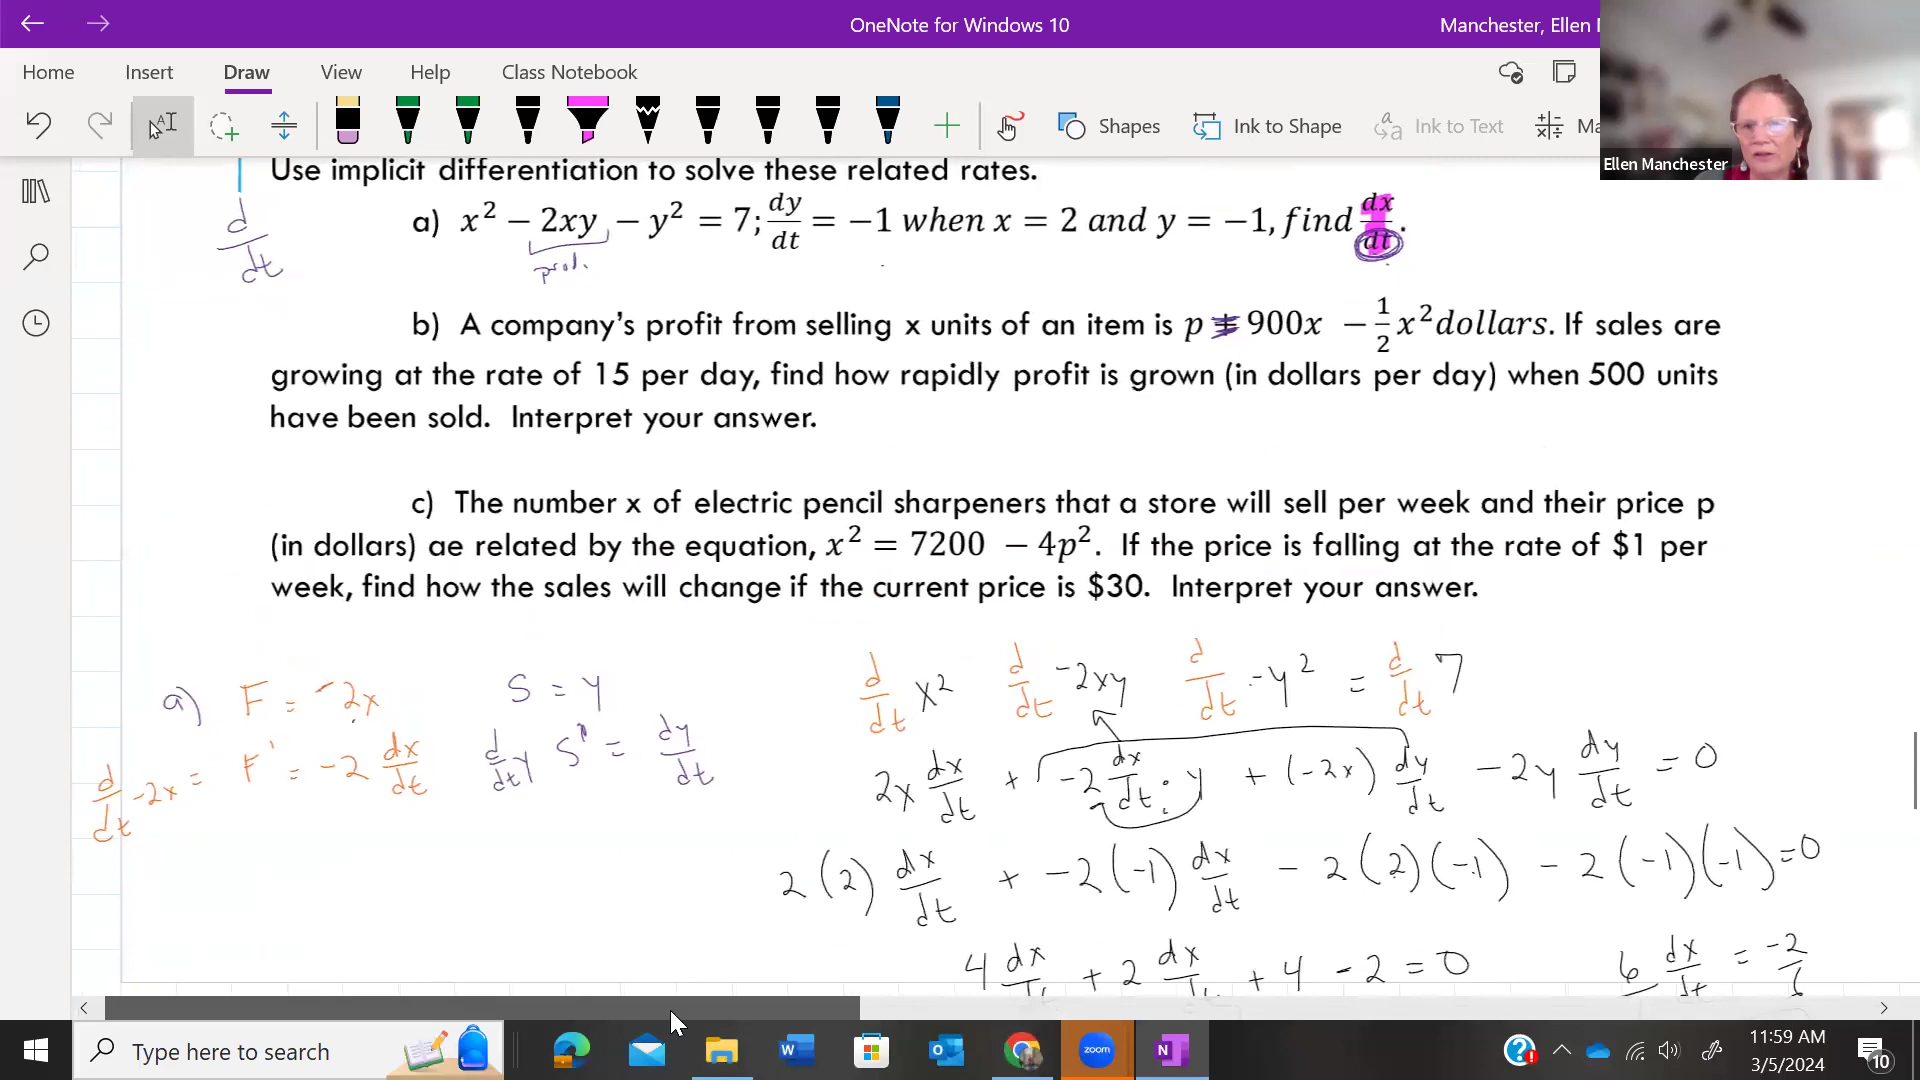 OneNote for Windows 10
Manchester, Ellen
Home Insert Draw View Help Class Notebook
Shapes Ink to Shape Ink to Text Ma
Ellen Manchester
Use implicit differentiation to solve these related rates.
a) x² − 2xy − y² = 7; dy/dt = −1 when x = 2 and y = −1, find dx/dt.
d/dt
prod.
b) A company's profit from selling x units of an item is p = 900x − 1/2 x² dollars. If sales are
growing at the rate of 15 per day, find how rapidly profit is grown (in dollars per day) when 500 units
have been sold. Interpret your answer.
c) The number x of electric pencil sharpeners that a store will sell per week and their price p
(in dollars) ae related by the equation, x² = 7200 − 4p². If the price is falling at the rate of $1 per
week, find how the sales will change if the current price is $30. Interpret your answer.
a) F = -2x S = y
d/dt x² d/dt -2xy d/dt -y² = d/dt 7
d/dt -2x = F' = -2 dx/dt d/dt y S' = dy/dt
2x dx/dt + -2 dx/dt · y + (-2x) dy/dt - 2y dy/dt = 0
2(2) dx/dt + -2(-1) dx/dt - 2(2)(-1) - 2(-1)(-1) = 0
4 dx/dt + 2 dx/dt + 4 - 2 = 0 6 dx/dt = -2/6
Type here to search
zoom
11:59 AM
3/5/2024
10